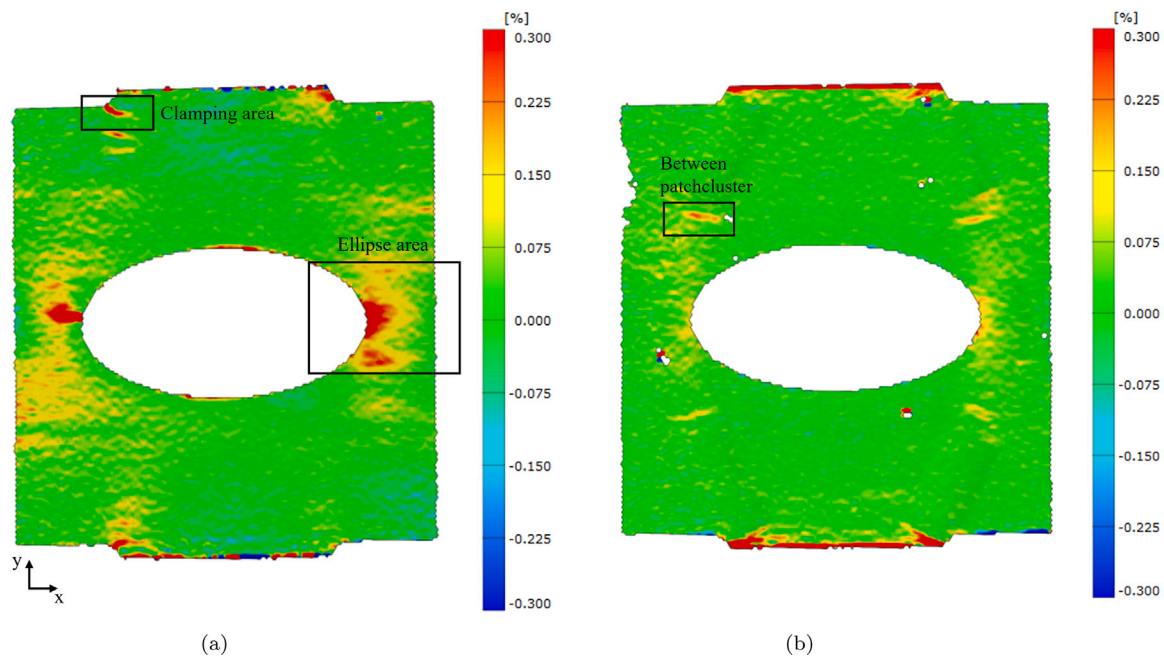 [%]
0.300
0.225
0.150
0.075
0.000
-0.075
-0.150
-0.225
-0.300
Clamping area
Ellipse area
y
x
(a)
[%]
0.300
0.225
0.150
0.075
0.000
-0.075
-0.150
-0.225
-0.300
Between
patchcluster
(b)